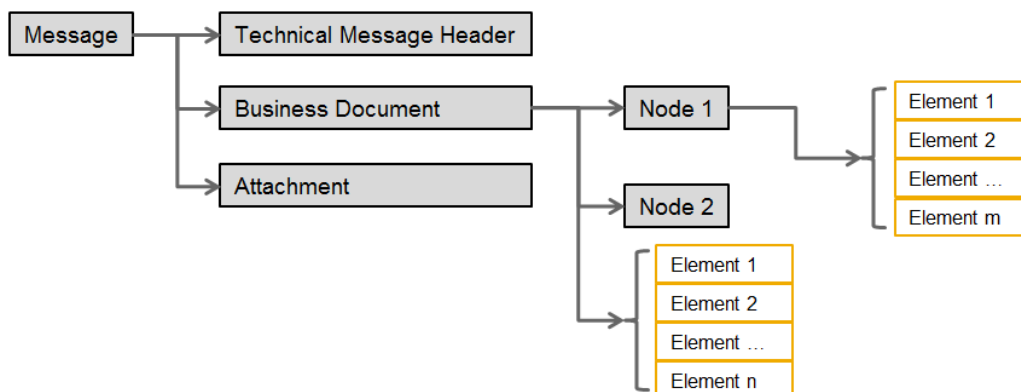 Message
Technical Message Header
Business Document
Attachment
Node 1
Node 2
Element 1
Element 2
Element ...
Element m
Element 1
Element 2
Element ...
Element n